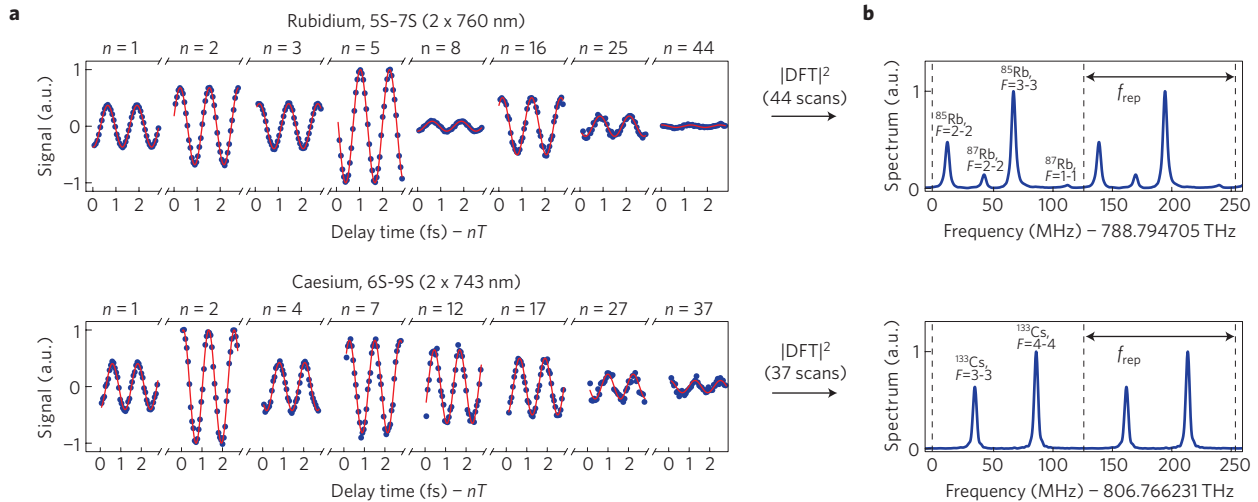 a
Rubidium, 5S–7S (2 x 760 nm)
n = 1 n = 2 n = 3 n = 5 n = 8 n = 16 n = 25 n = 44
Signal (a.u.)
1
0
−1
0 1 2 0 1 2 0 1 2 0 1 2 0 1 2 0 1 2 0 1 2 0 1 2
Delay time (fs) – nT
|DFT|²
(44 scans)
b
Spectrum (a.u.)
1
0
⁸⁵Rb,
F=2-2
⁸⁷Rb,
F=2-2
⁸⁵Rb,
F=3-3
⁸⁷Rb,
F=1-1
f_rep
0 50 100 150 200 250
Frequency (MHz) – 788.794705 THz
Caesium, 6S-9S (2 x 743 nm)
n = 1 n = 2 n = 4 n = 7 n = 12 n = 17 n = 27 n = 37
Signal (a.u.)
1
0
−1
0 1 2 0 1 2 0 1 2 0 1 2 0 1 2 0 1 2 0 1 2 0 1 2
Delay time (fs) – nT
|DFT|²
(37 scans)
Spectrum (a.u.)
1
0
¹³³Cs,
F=3-3
¹³³Cs,
F=4-4
f_rep
0 50 100 150 200 250
Frequency (MHz) – 806.766231 THz